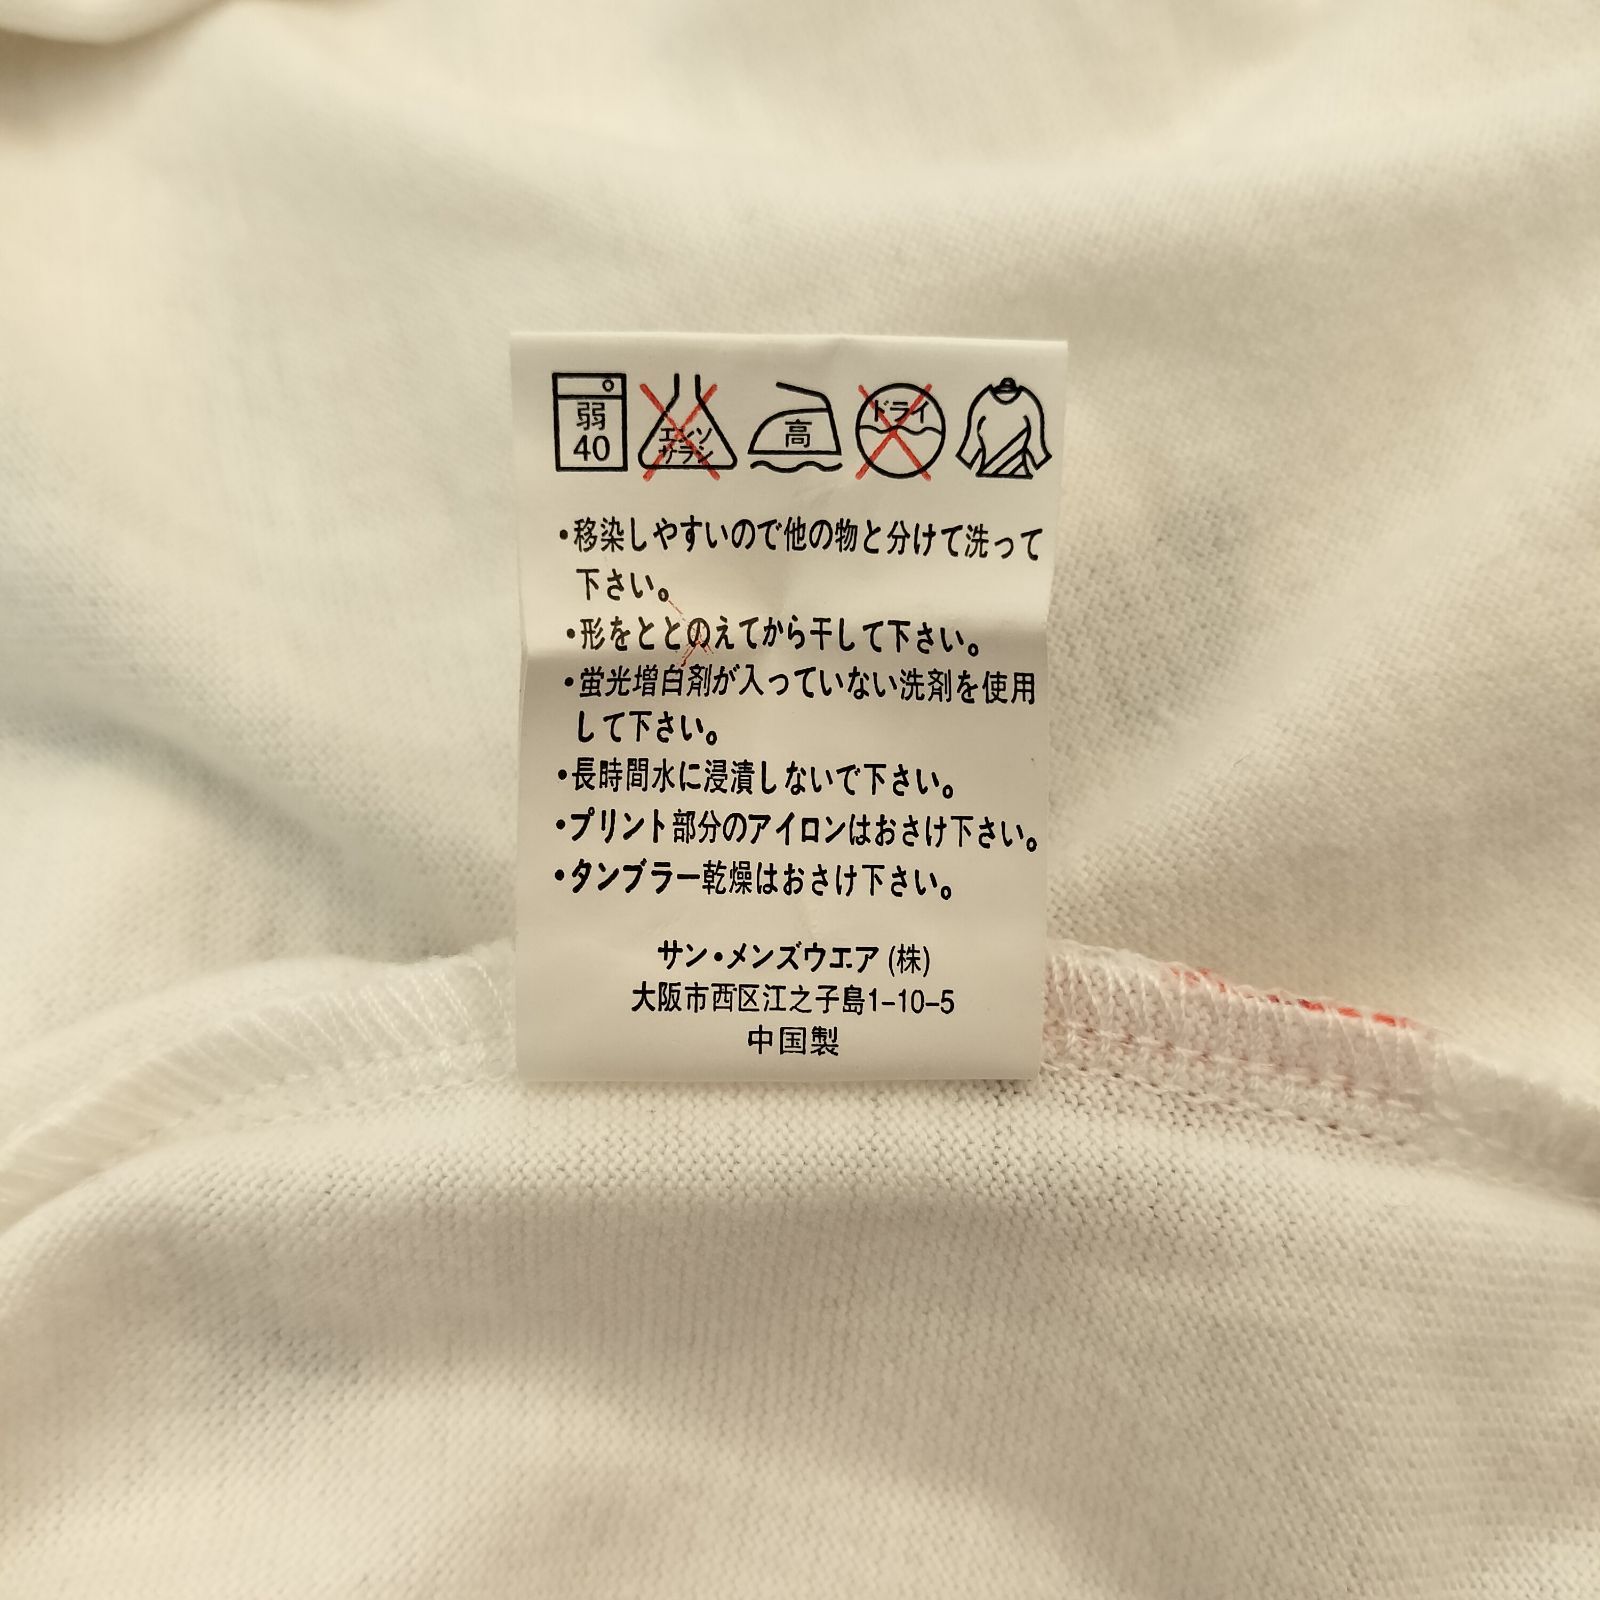 弱
40
エンソ
サラシ
高
ドライ
・移染しやすいので他の物と分けて洗って
下さい。
・形をととのえてから干して下さい。
・蛍光増白剤が入っていない洗剤を使用
して下さい。
・長時間水に浸漬しないで下さい。
・プリント部分のアイロンはおさけ下さい。
・タンブラー乾燥はおさけ下さい。
サン・メンズウエア(株)
大阪市西区江之子島1-10-5
中国製